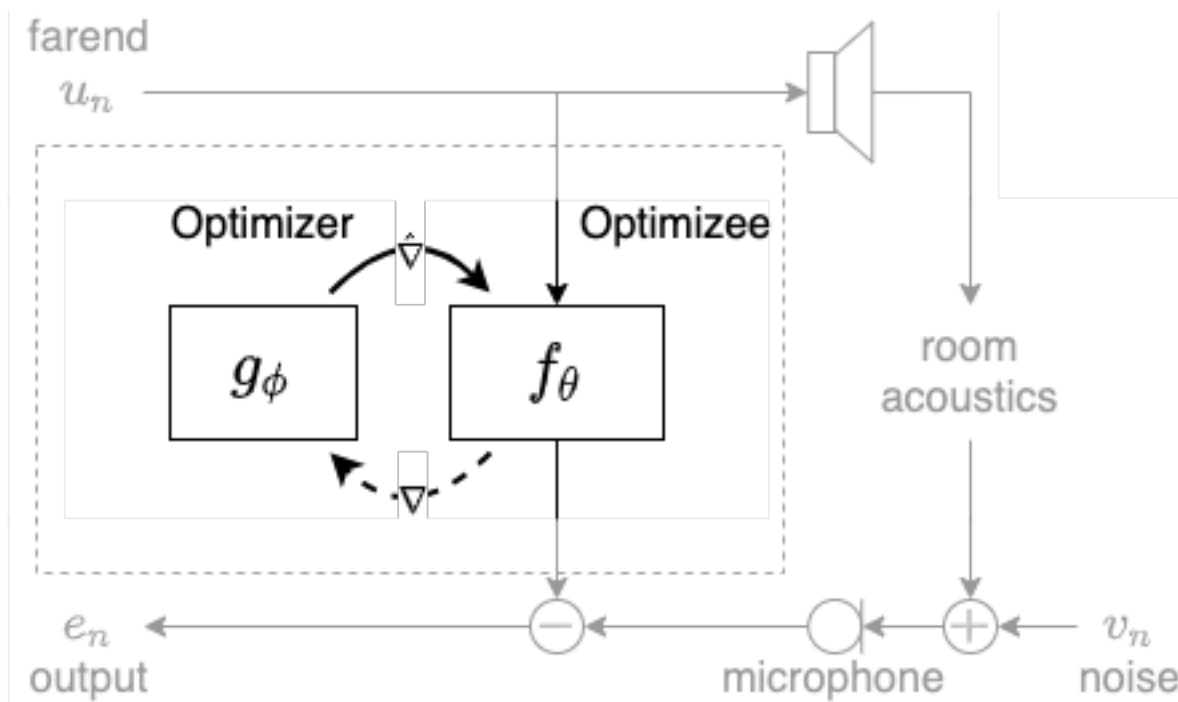 farend
u_n
Optimizer
∇̂
Optimizee
g_ϕ
f_θ
room
acoustics
∇
−
+
e_n
v_n
output
microphone
noise